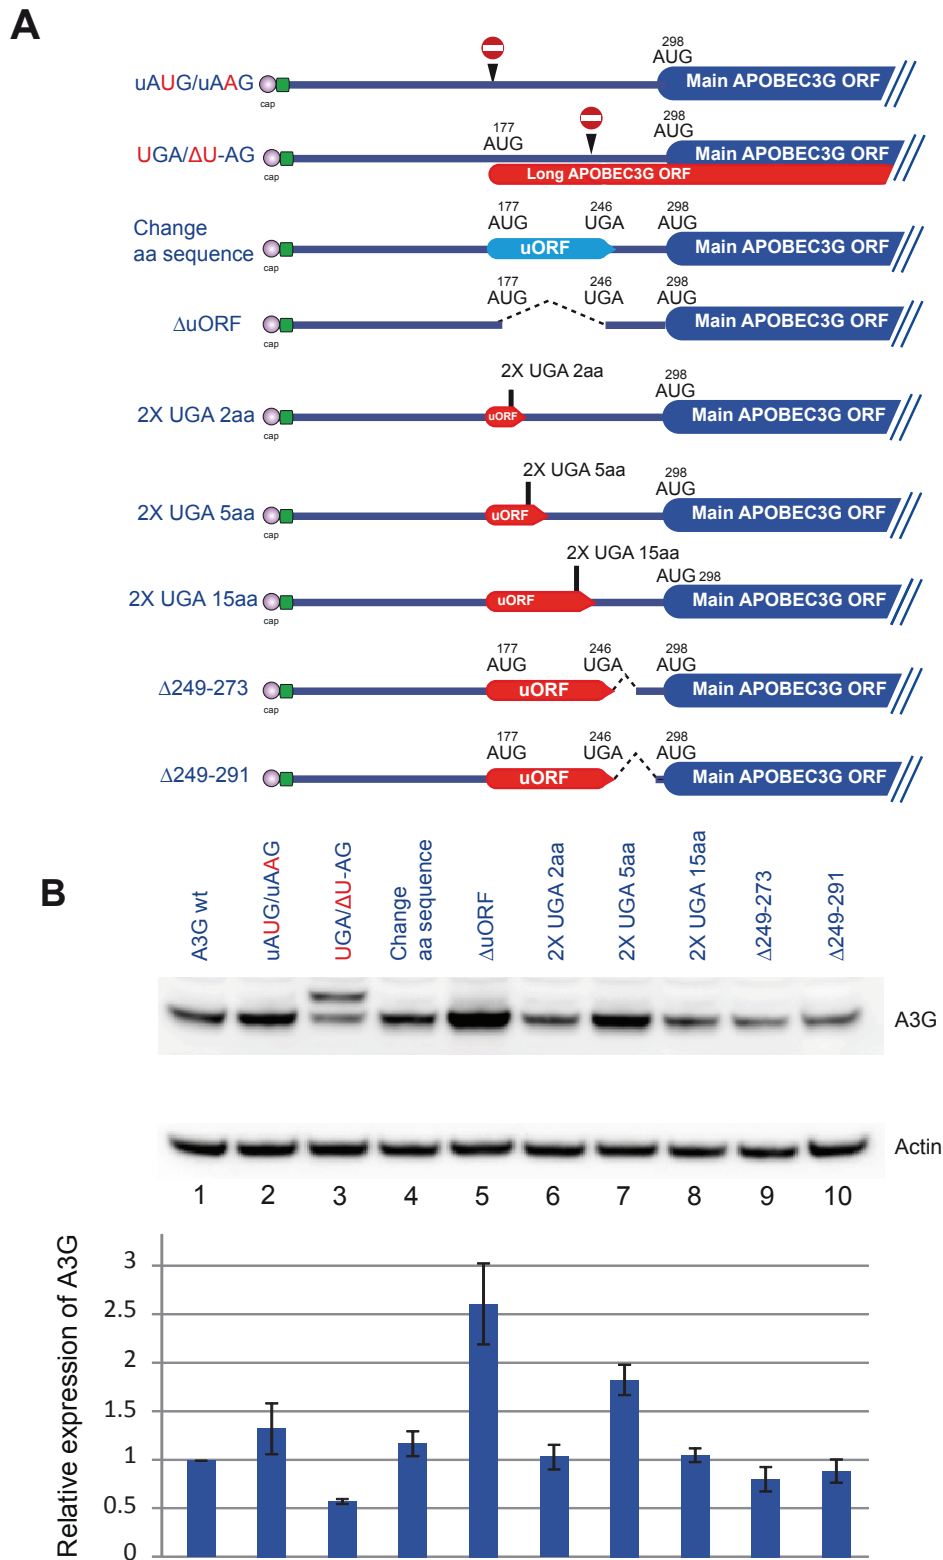 A
uAUG/uAAG
cap
298
AUG
Main APOBEC3G ORF
UGA/ΔU-AG
cap
177
AUG
298
AUG
Main APOBEC3G ORF
Long APOBEC3G ORF
Change
aa sequence
cap
177
AUG
246
UGA
298
AUG
uORF
Main APOBEC3G ORF
ΔuORF
cap
177
AUG
246
UGA
298
AUG
Main APOBEC3G ORF
2X UGA 2aa
2X UGA 2aa
cap
uORF
298
AUG
Main APOBEC3G ORF
2X UGA 5aa
2X UGA 5aa
cap
uORF
298
AUG
Main APOBEC3G ORF
2X UGA 15aa
2X UGA 15aa
cap
uORF
AUG 298
Main APOBEC3G ORF
Δ249-273
cap
177
AUG
246
UGA
298
AUG
uORF
Main APOBEC3G ORF
Δ249-291
cap
177
AUG
246
UGA
298
AUG
uORF
Main APOBEC3G ORF
B
A3G wt
uAUG/uAAG
UGA/ΔU-AG
Change
aa sequence
ΔuORF
2X UGA 2aa
2X UGA 5aa
2X UGA 15aa
Δ249-273
Δ249-291
A3G
Actin
1 2 3 4 5 6 7 8 9 10
Relative expression of A3G
3
2.5
2
1.5
1
0.5
0